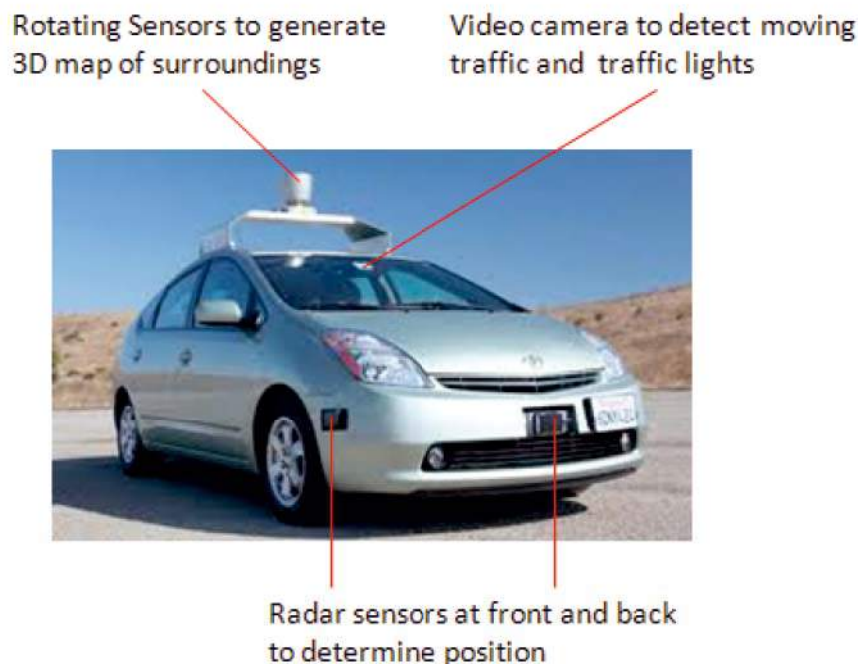 Rotating Sensors to generate
3D map of surroundings
Video camera to detect moving
traffic and traffic lights
Radar sensors at front and back
to determine position